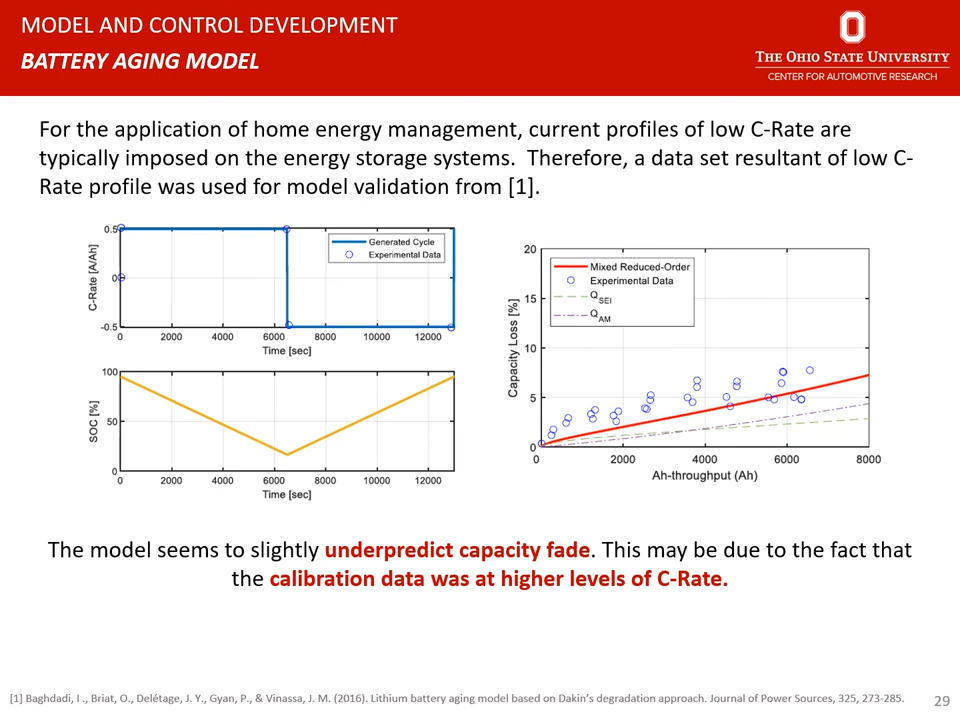 MODEL AND CONTROL DEVELOPMENT
BATTERY AGING MODEL
O
THE OHIO STATE UNIVERSITY
CENTER FOR AUTOMOTIVE RESEARCH
For the application of home energy management, current profiles of low C-Rate are
typically imposed on the energy storage systems.  Therefore, a data set resultant of low C-
Rate profile was used for model validation from [1].
C-Rate [A/Ah]
0.5
0
-0.5
Generated Cycle
Experimental Data
0 2000 4000 6000 8000 10000 12000
Time [sec]
SOC [%]
100
50
0
0 2000 4000 6000 8000 10000 12000
Time [sec]
Capacity Loss [%]
20
15
10
5
0
Mixed Reduced-Order
Experimental Data
QSEI
QAM
0 2000 4000 6000 8000
Ah-throughput (Ah)
The model seems to slightly underpredict capacity fade. This may be due to the fact that
the calibration data was at higher levels of C-Rate.
[1] Baghdadi, I ., Briat, O., Delétage, J. Y., Gyan, P., & Vinassa, J. M. (2016). Lithium battery aging model based on Dakin's degradation approach. Journal of Power Sources, 325, 273-285.
29